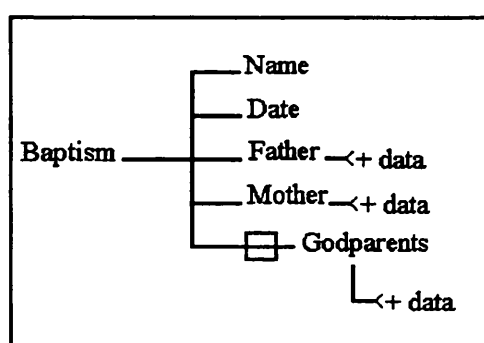 Name
Date
Baptism
Father + data
Mother + data
Godparents
+ data